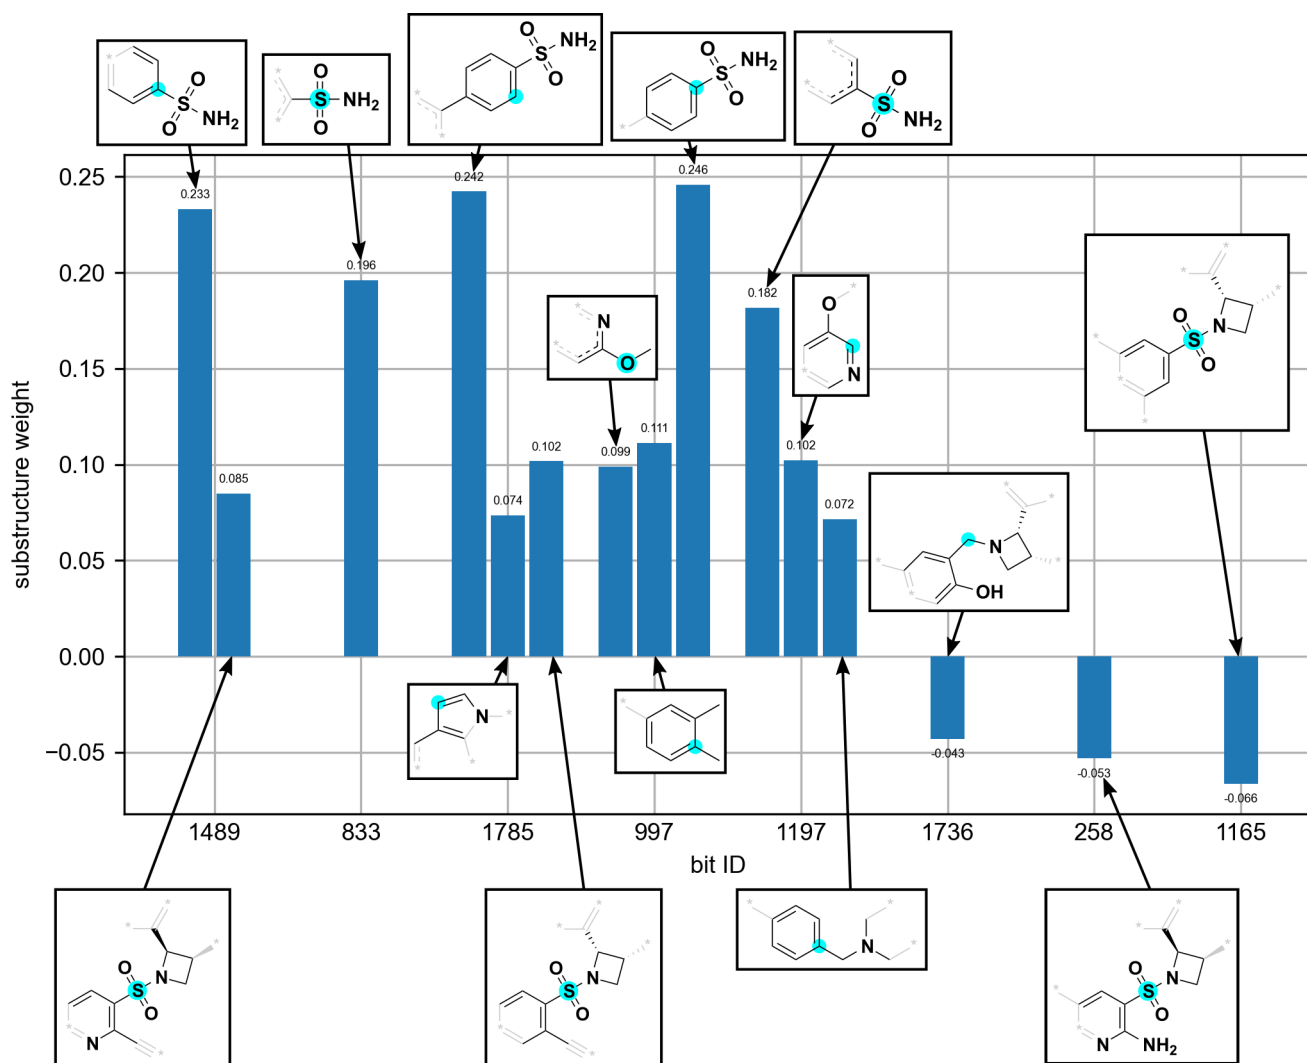 O
S
NH2
O
O
S
NH2
O
O
S
NH2
O
O
S
NH2
O
O
S
NH2
O
0.25
0.20
0.15
0.10
0.05
0.00
−0.05
substructure weight
0.233
0.085
0.196
0.242
0.074
0.102
0.099
0.111
0.246
0.182
0.102
0.072
-0.043
-0.053
-0.066
N
O
O
N
O
S
N
O
N
OH
N
1489
833
1785
997
1197
1736
258
1165
bit ID
O
S
N
O
N
O
S
N
O
N
O
S
N
O
N
NH2